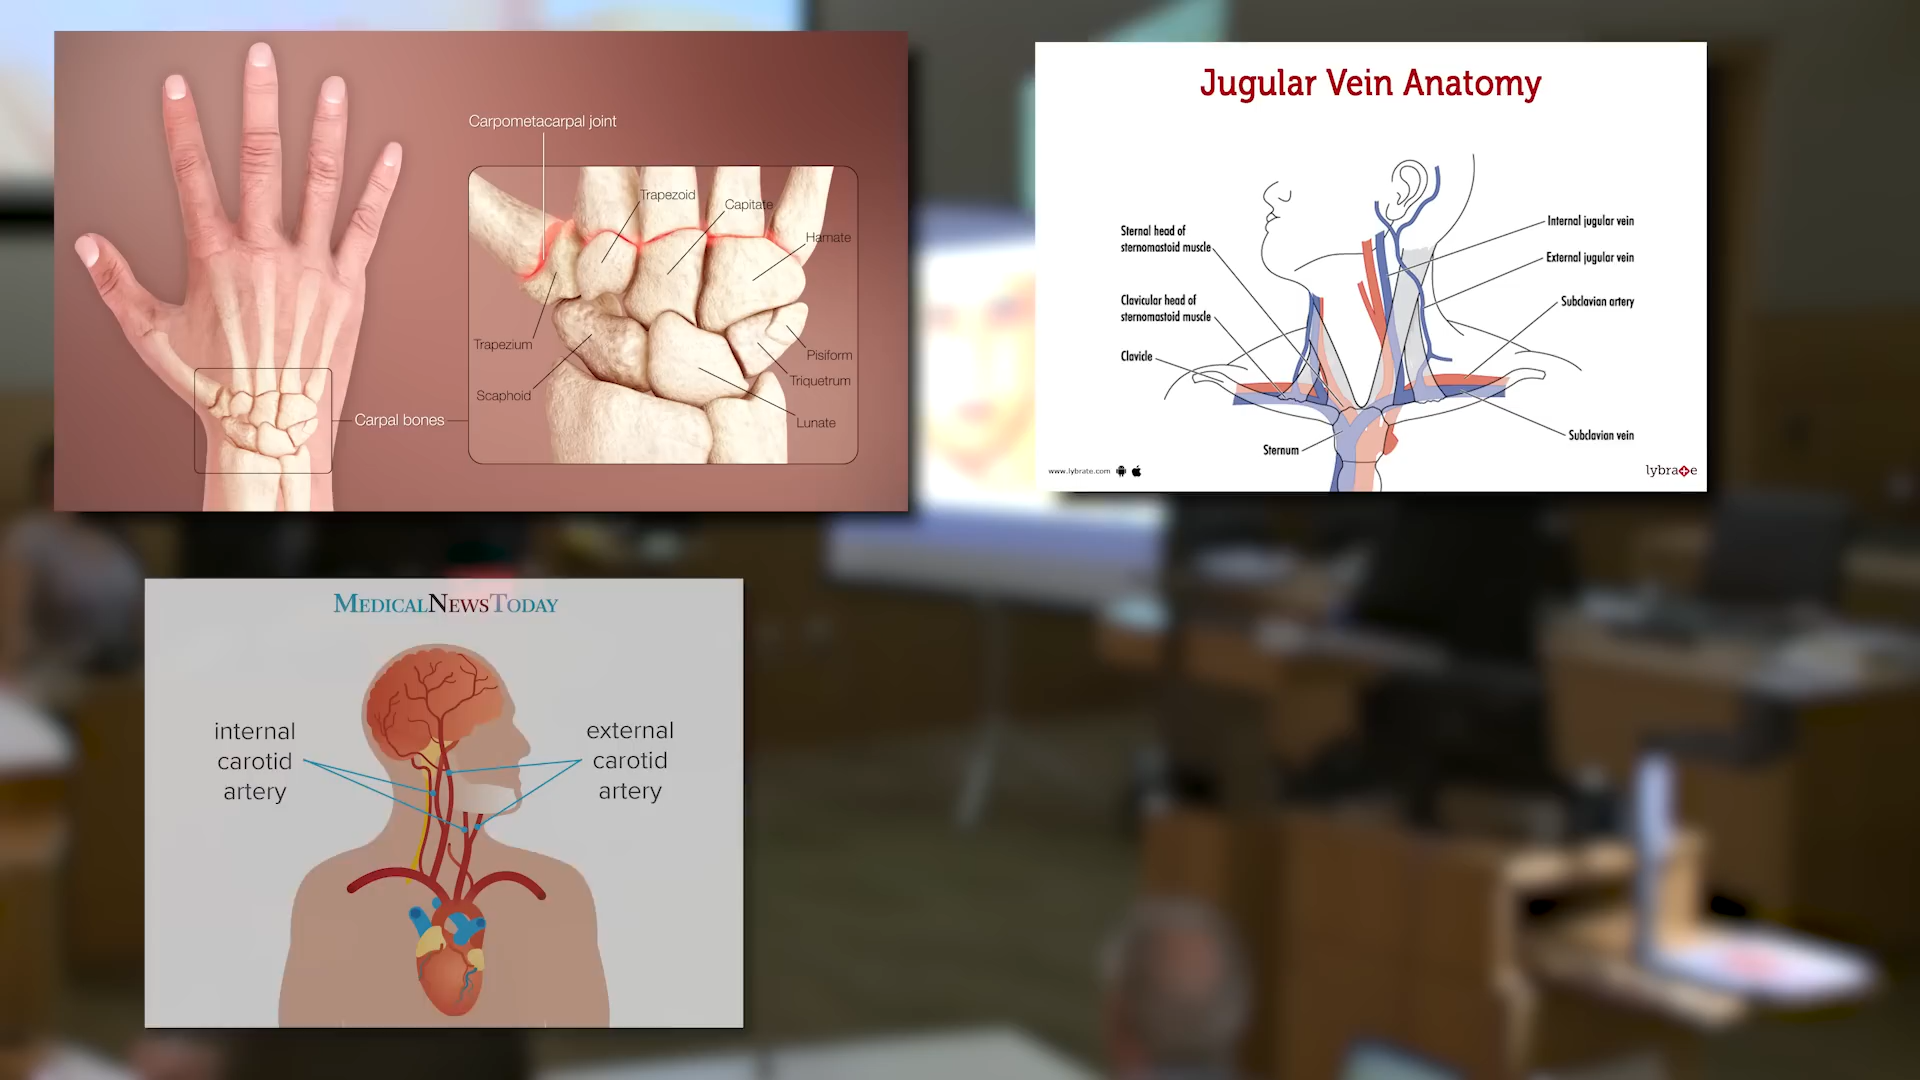 Carpometacarpal joint
Trapezoid
Capitate
Hamate
Trapezium
Scaphoid
Pisiform
Triquetrum
Lunate
Carpal bones
Jugular Vein Anatomy
Sternal head of
sternomastoid muscle
Clavicular head of
sternomastoid muscle
Clavicle
Sternum
Internal jugular vein
External jugular vein
Subclavian artery
Subclavian vein
www.lybrate.com
lybrate
MEDICALNEWSTODAY
internal
carotid
artery
external
carotid
artery